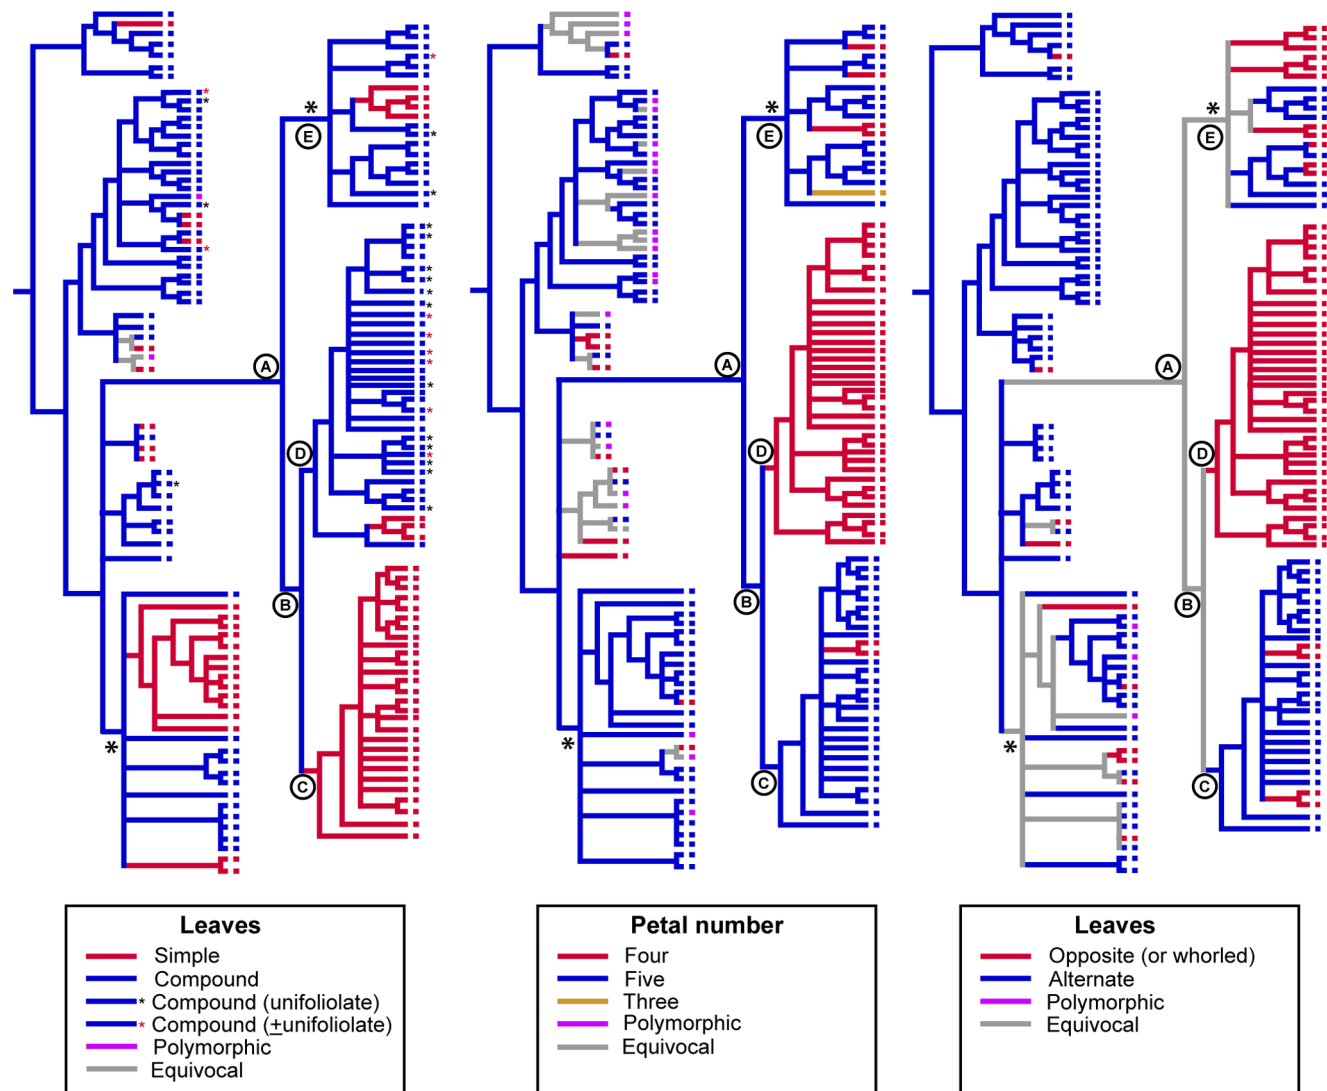 E
A
D
B
C
E
A
D
B
C
E
A
D
B
C
*
*
*
*
*
*
Leaves
Simple
Compound
* Compound (unifoliolate)
* Compound (±unifoliolate)
Polymorphic
Equivocal
Petal number
Four
Five
Three
Polymorphic
Equivocal
Leaves
Opposite (or whorled)
Alternate
Polymorphic
Equivocal